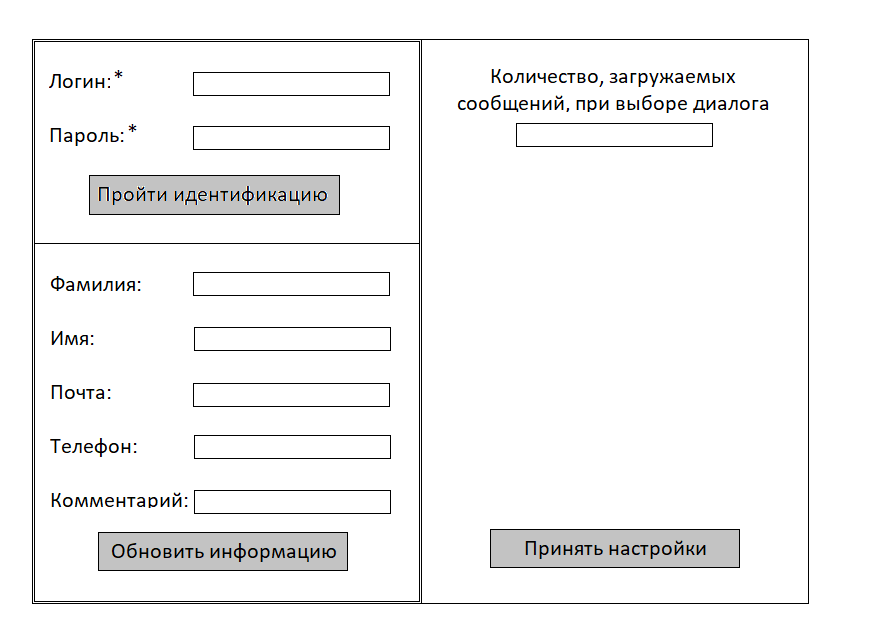 Логин:*
Пароль:*
Пройти идентификацию
Фамилия:
Имя:
Почта:
Телефон:
Комментарий:
Обновить информацию
Количество, загружаемых
сообщений, при выборе диалога
Принять настройки